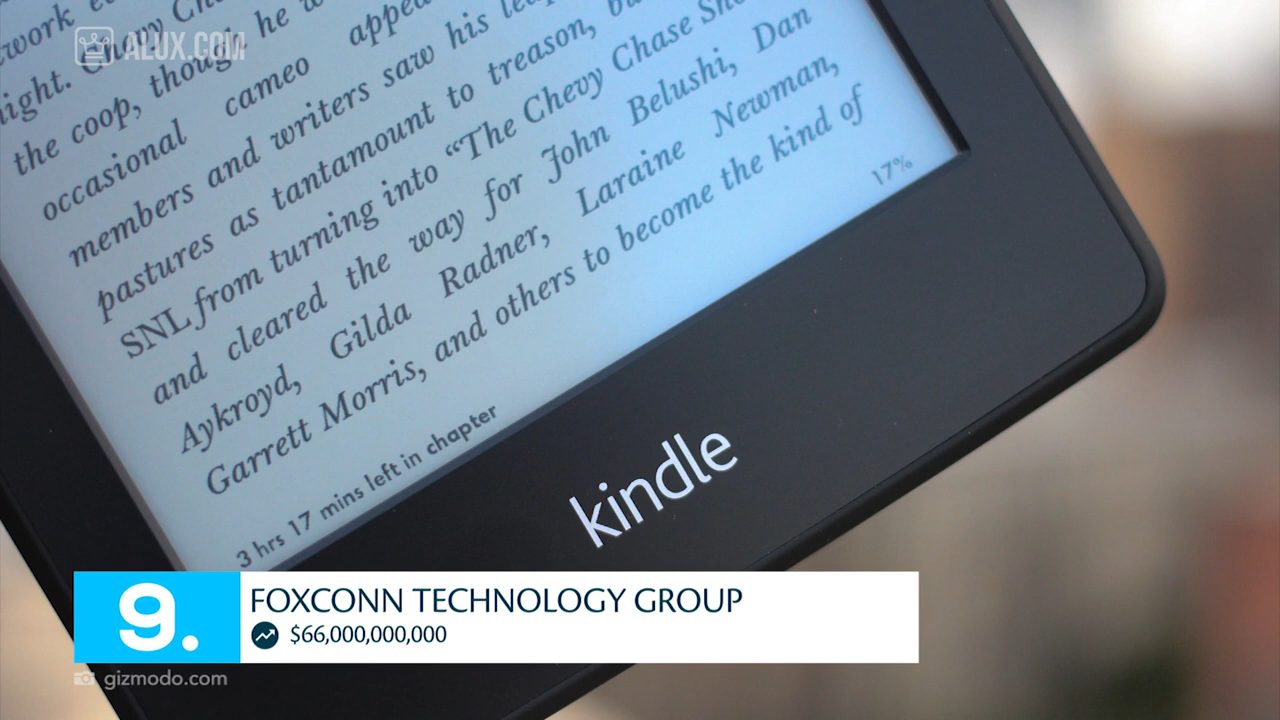 ALUX.COM
the coop, though he
occasional cameo
members and writers saw his
pastures as tantamount to treason,
SNL from turning into “The Chevy Chase
and cleared the way for John Belushi, Dan
Aykroyd, Gilda Radner, Laraine Newman,
Garrett Morris, and others to become the kind of
3 hrs 17 mins left in chapter
17%
kindle
9.
FOXCONN TECHNOLOGY GROUP
$66,000,000,000
gizmodo.com